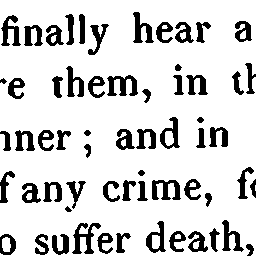 finally hear a
re them, in th
nner; and in
f any crime, fo
o suffer death,